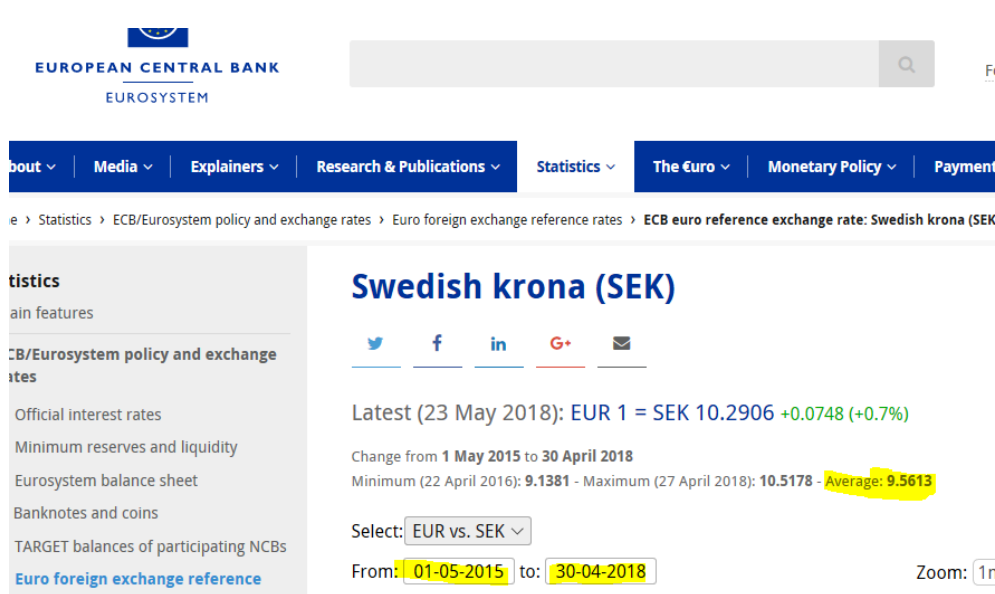 EUROPEAN CENTRAL BANK
EUROSYSTEM
bout Media Explainers Research & Publications Statistics The €uro Monetary Policy Payment
e › Statistics › ECB/Eurosystem policy and exchange rates › Euro foreign exchange reference rates › ECB euro reference exchange rate: Swedish krona (SEK
tistics
ain features
CB/Eurosystem policy and exchange
ates
Official interest rates
Minimum reserves and liquidity
Eurosystem balance sheet
Banknotes and coins
TARGET balances of participating NCBs
Euro foreign exchange reference
Swedish krona (SEK)
f in G+
Latest (23 May 2018): EUR 1 = SEK 10.2906 +0.0748 (+0.7%)
Change from 1 May 2015 to 30 April 2018
Minimum (22 April 2016): 9.1381 - Maximum (27 April 2018): 10.5178 - Average: 9.5613
Select: EUR vs. SEK
From: 01-05-2015 to: 30-04-2018
Zoom: 1